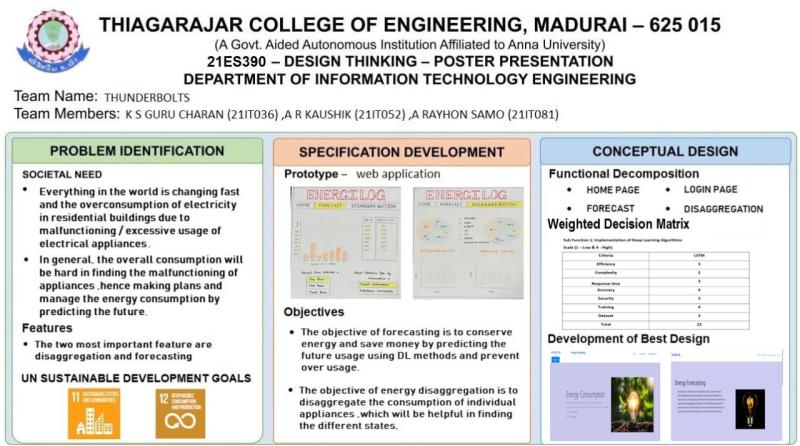 THIAGARAJAR COLLEGE OF ENGINEERING, MADURAI – 625 015
(A Govt. Aided Autonomous Institution Affiliated to Anna University)
21ES390 – DESIGN THINKING – POSTER PRESENTATION
DEPARTMENT OF INFORMATION TECHNOLOGY ENGINEERING
Team Name: THUNDERBOLTS
Team Members: K S GURU CHARAN (21IT036) ,A R KAUSHIK (21IT052) ,A RAYHON SAMO (21IT081)
PROBLEM IDENTIFICATION
SOCIETAL NEED
• Everything in the world is changing fast
and the overconsumption of electricity
in residential buildings due to
malfunctioning / excessive usage of
electrical appliances.
• In general, the overall consumption will
be hard in finding the malfunctioning of
appliances ,hence making plans and
manage the energy consumption by
predicting the future.
Features
• The two most important feature are
disaggregation and forecasting
UN SUSTAINABLE DEVELOPMENT GOALS
11 SUSTAINABLE CITIES
AND COMMUNITIES
12 RESPONSIBLE
CONSUMPTION
AND PRODUCTION
SPECIFICATION DEVELOPMENT
Prototype – web application
ENERGILOG
HOME FORECAST DISAGGREGATION
ENERGILOG
HOME FORECAST DISAGGREGATION
Objectives
• The objective of forecasting is to conserve
energy and save money by predicting the
future usage using DL methods and prevent
over usage.
• The objective of energy disaggregation is to
disaggregate the consumption of individual
appliances ,which will be helpful in finding
the different states.
CONCEPTUAL DESIGN
Functional Decomposition
• HOME PAGE • LOGIN PAGE
• FORECAST • DISAGGREGATION
Weighted Decision Matrix
Sub Function 1: Implementation of Deep Learning Algorithms
Scale (1 – Low & 4 - High)
Criteria LSTM
Efficiency 3
Complexity 2
Response time 3
Accuracy 4
Security 3
Training 4
Dataset 3
Total 22
Development of Best Design
Energy Consumption
Energy Forecasting